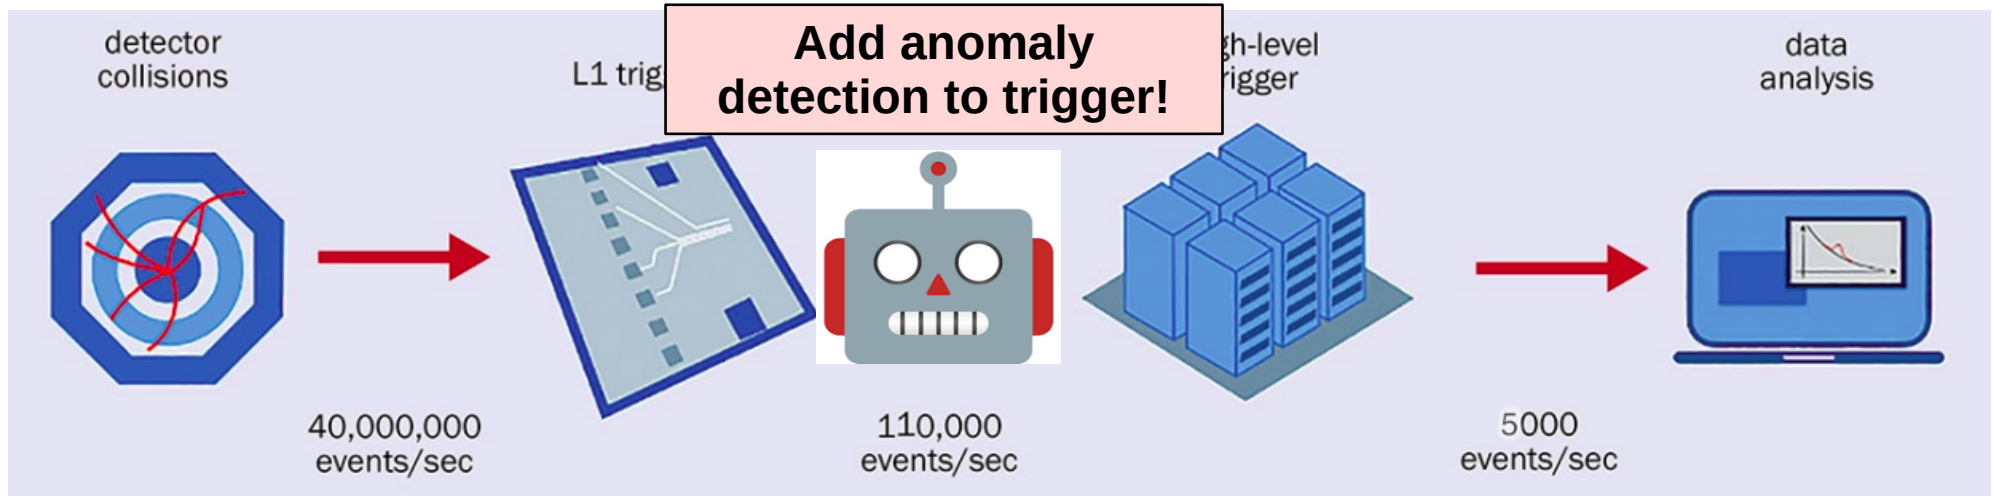 detector
collisions
L1 trig
Add anomaly
detection to trigger!
gh-level
rigger
data
analysis
40,000,000
events/sec
110,000
events/sec
5000
events/sec